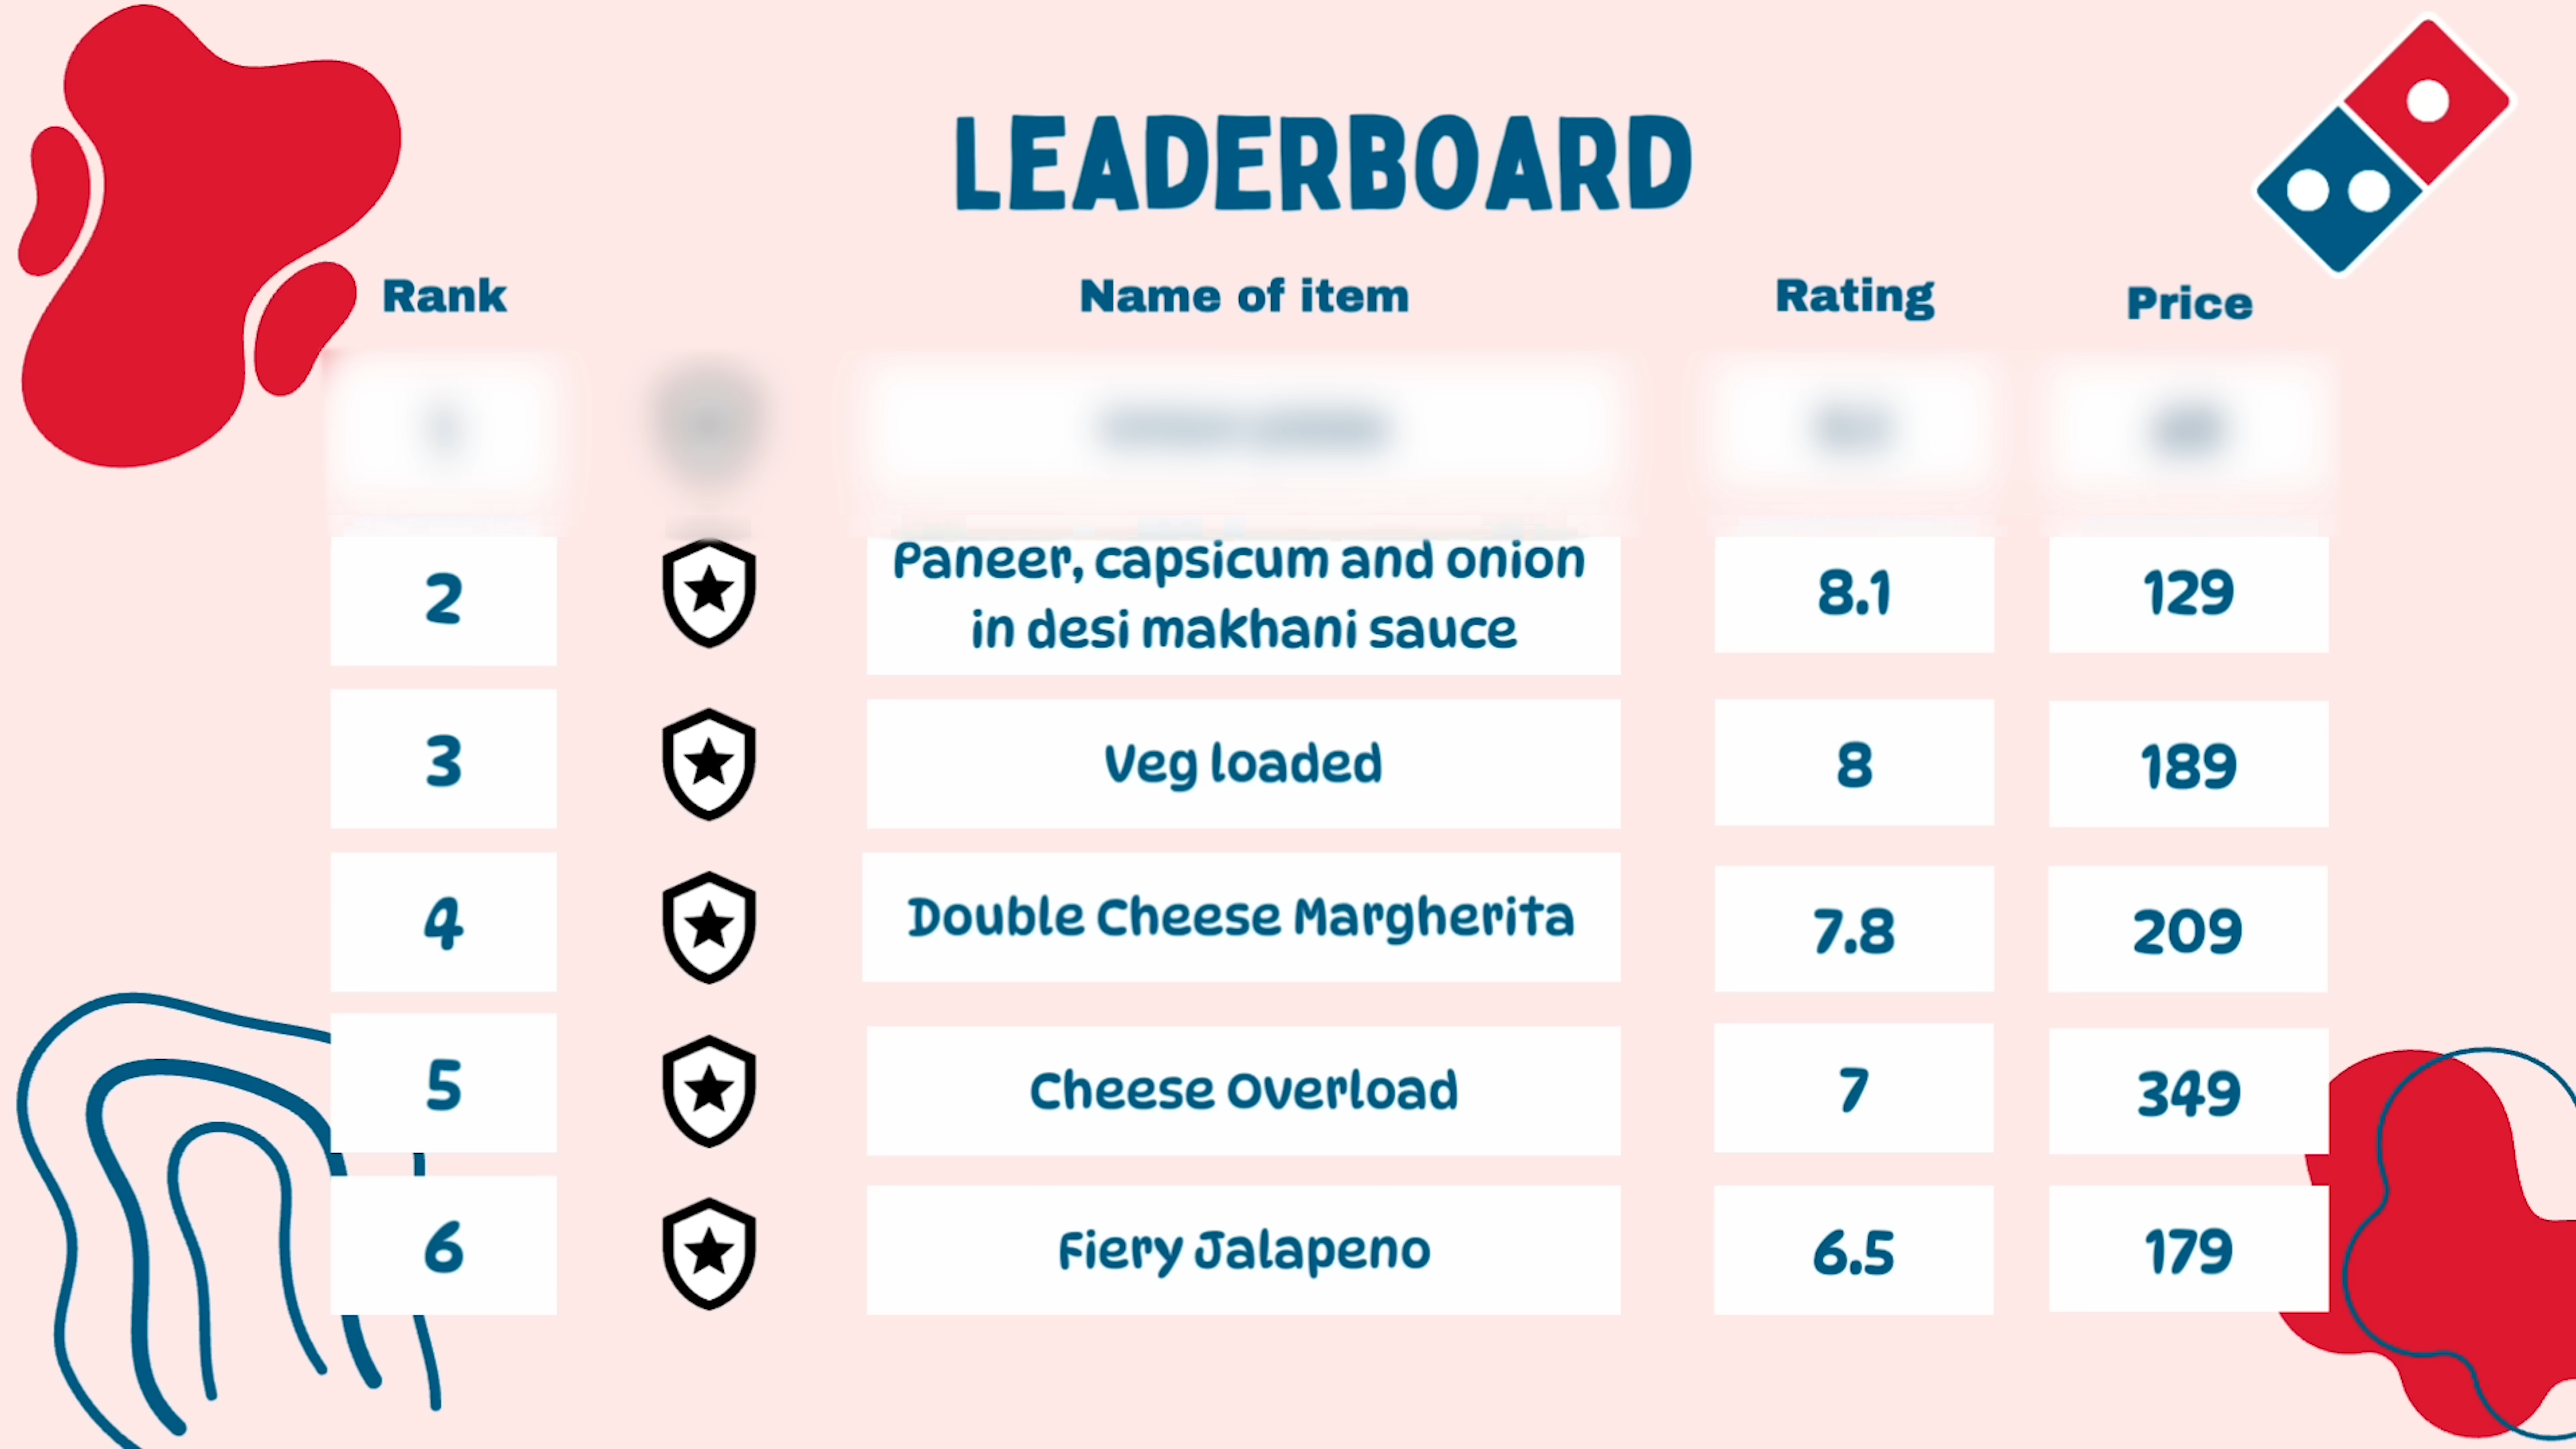 LEADERBOARD
Rank Name of item Rating Price
2 Paneer, capsicum and onion in desi makhani sauce 8.1 129
3 Veg loaded 8 189
4 Double Cheese Margherita 7.8 209
5 Cheese Overload 7 349
6 Fiery Jalapeno 6.5 179